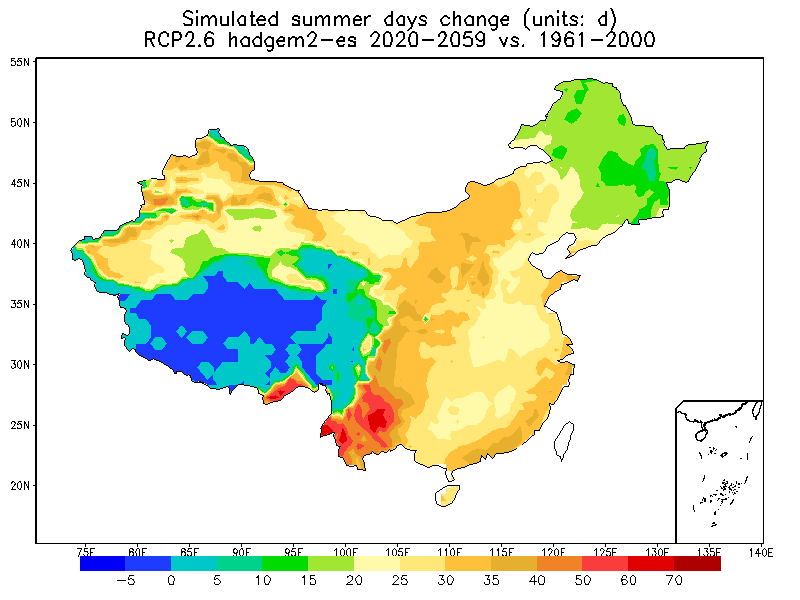 Simulated summer days change (units: d)
RCP2.6 hadgem2-es 2020-2059 vs. 1961-2000
55N
50N
45N
40N
35N
30N
25N
20N
75E 80E 85E 90E 95E 100E 105E 110E 115E 120E 125E 130E 135E 140E
-5 0 5 10 15 20 25 30 35 40 50 60 70